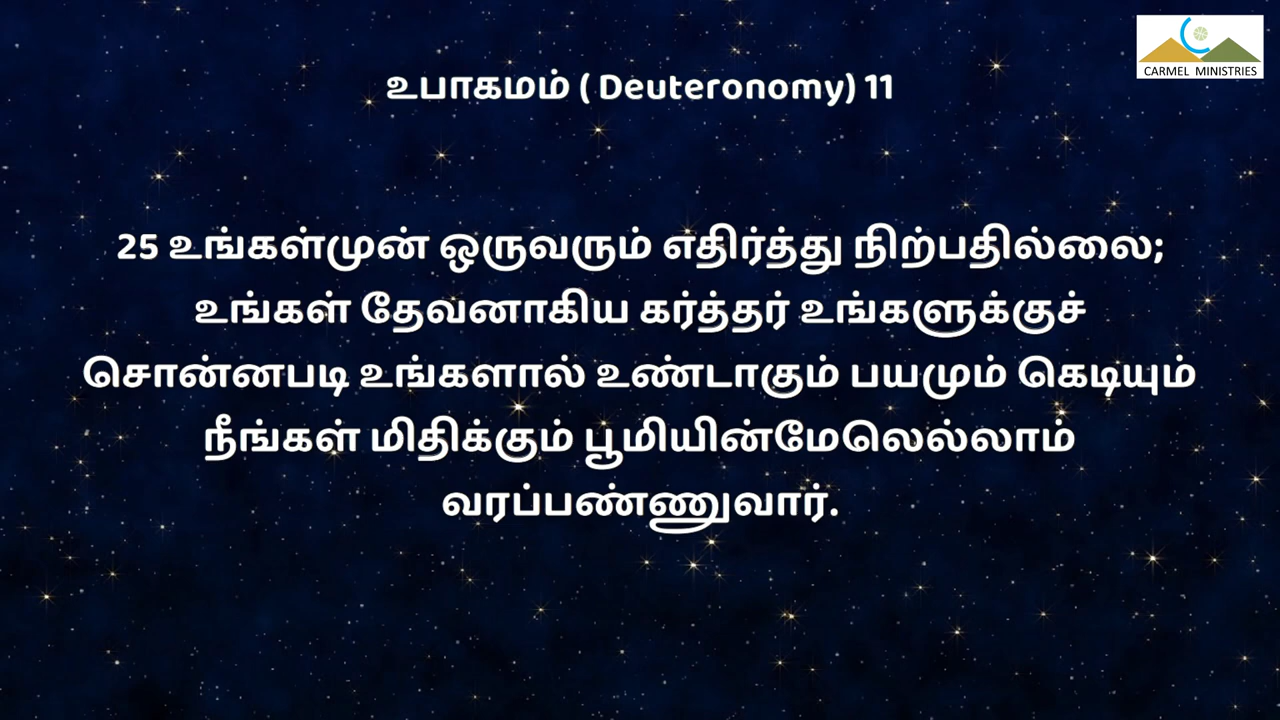 CARMEL MINISTRIES
உபாகமம் ( Deuteronomy) 11
25 உங்கள்முன் ஒருவரும் எதிர்த்து நிற்பதில்லை;
உங்கள் தேவனாகிய கர்த்தர் உங்களுக்குச்
சொன்னபடி உங்களால் உண்டாகும் பயமும் கெடியும்
நீங்கள் மிதிக்கும் பூமியின்மேலெல்லாம்
வரப்பண்ணுவார்.